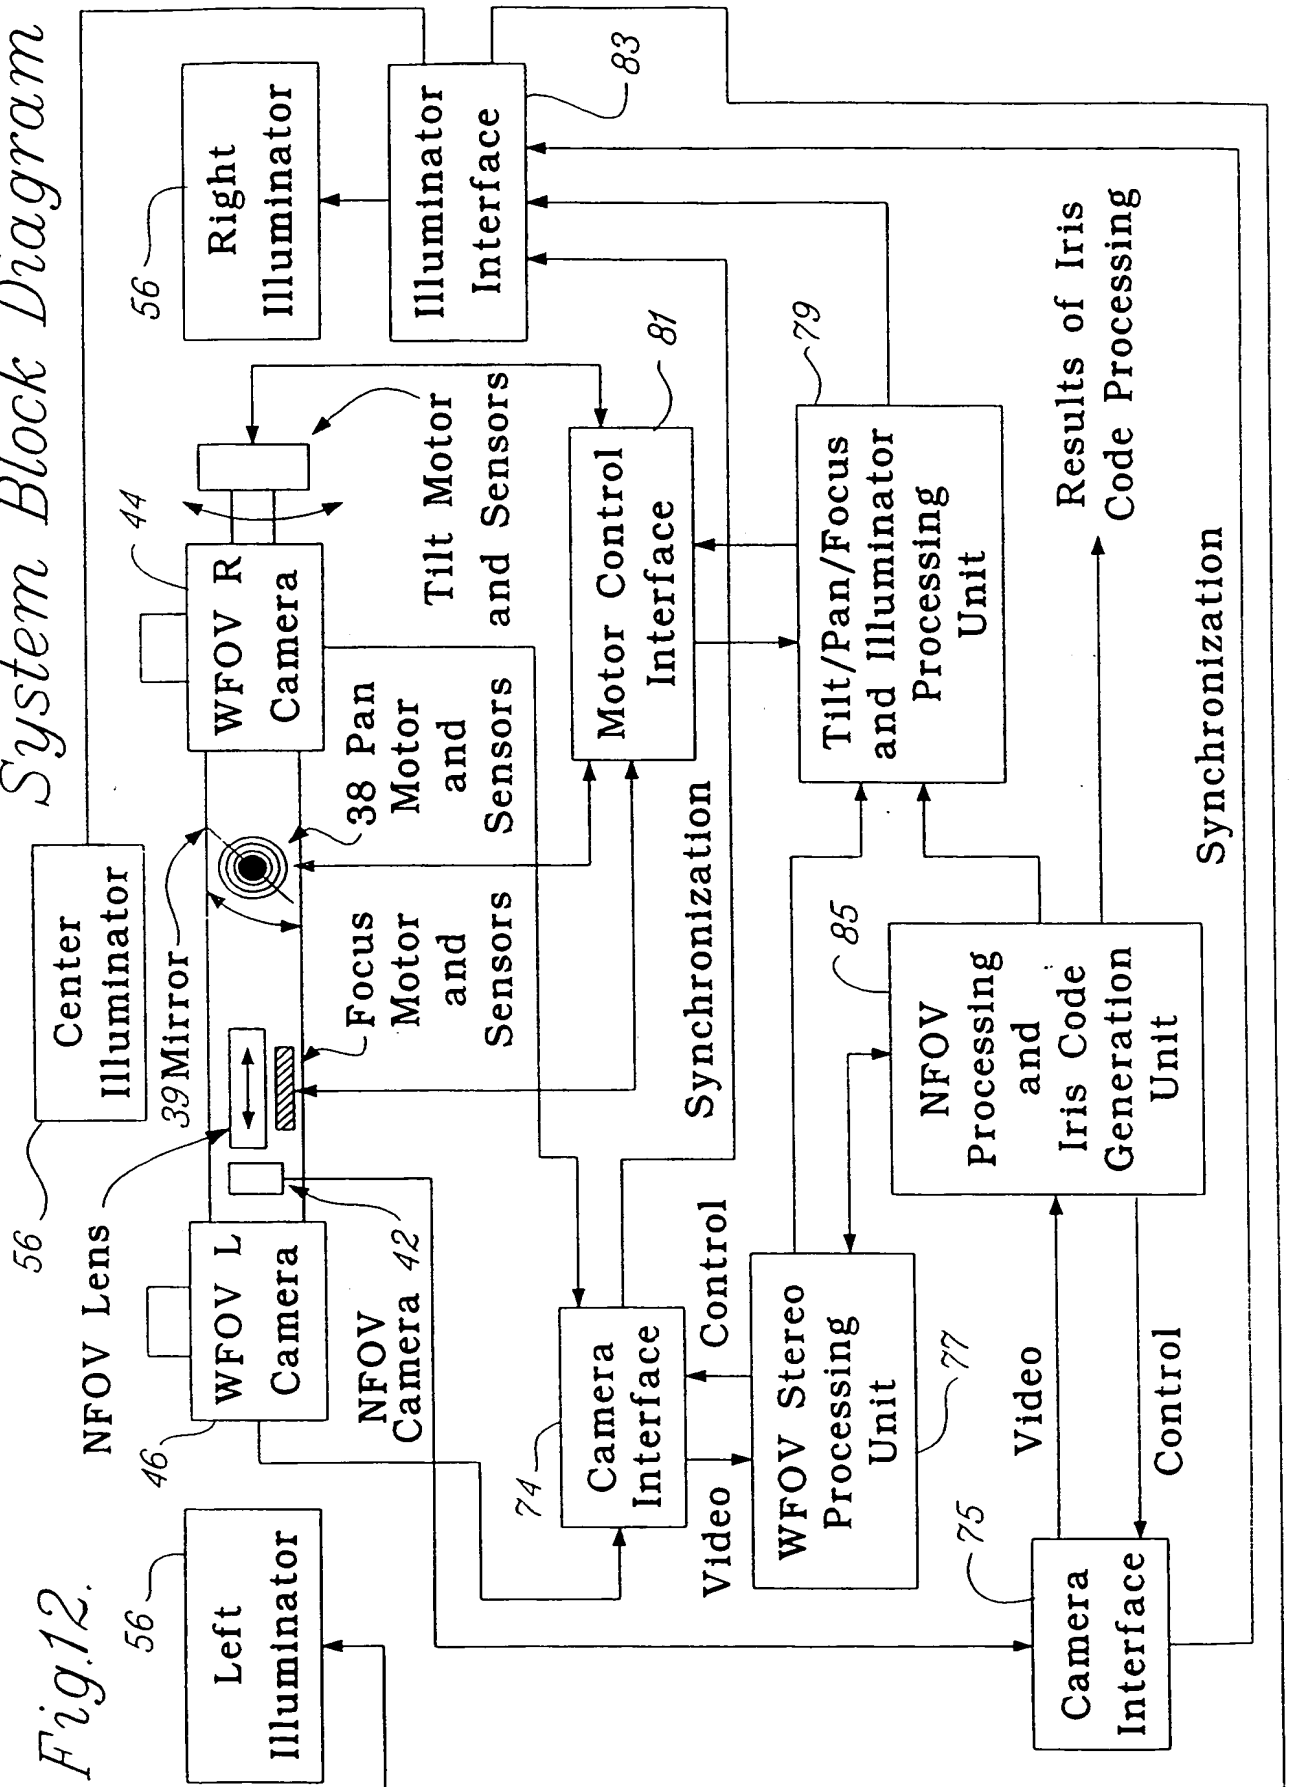 Fig.12.
System Block Diagram
56
Left
Illuminator
46
WFOV L
Camera
NFOV Lens
56
Center
Illuminator
39 Mirror
44
WFOV R
Camera
56
Right
Illuminator
NFOV
Camera 42
Focus
Motor
and
Sensors
38 Pan
Motor
and
Sensors
Tilt Motor
and Sensors
Illuminator
Interface
83
74
Camera
Interface
Synchronization
Motor Control
Interface
81
Video
Control
WFOV Stereo
Processing
Unit
77
79
Tilt/Pan/Focus
and Illuminator
Processing
Unit
85
NFOV
Processing
and
Iris Code
Generation
Unit
Results of Iris
Code Processing
75
Camera
Interface
Video
Control
Synchronization